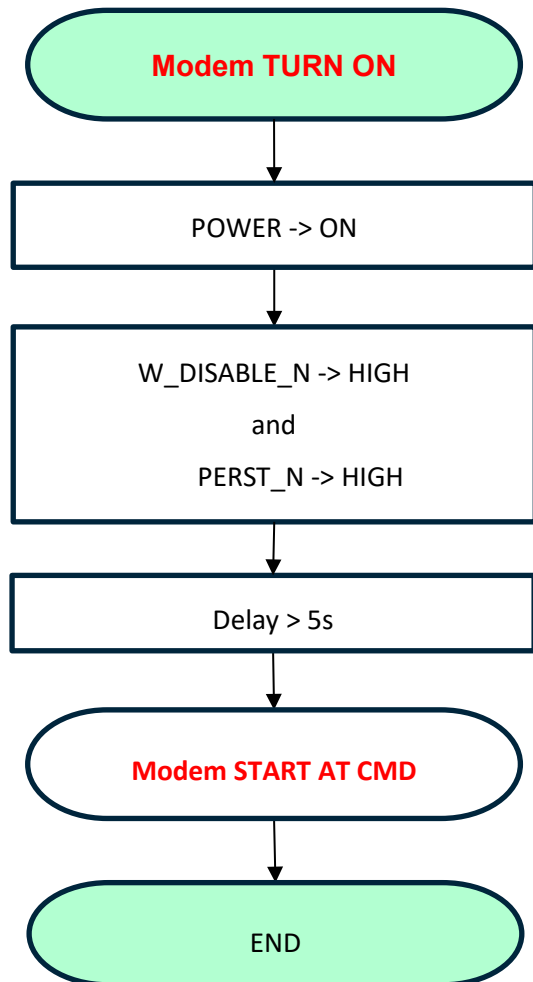 Modem TURN ON
POWER -> ON
W_DISABLE_N -> HIGH
and
PERST_N -> HIGH
Delay > 5s
Modem START AT CMD
END